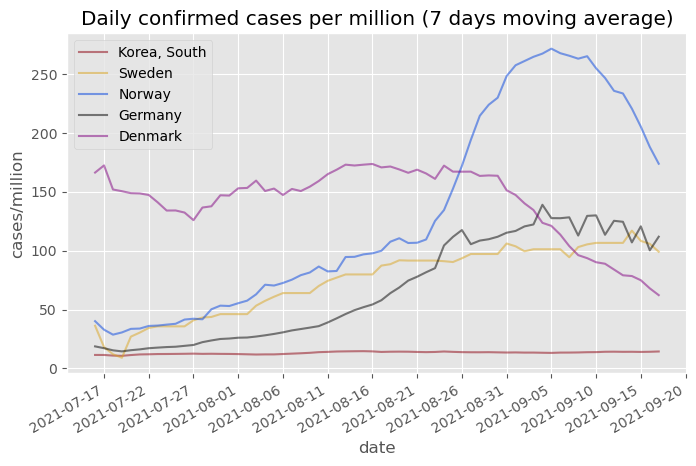 Daily confirmed cases per million (7 days moving average)
Korea, South
Sweden
Norway
Germany
Denmark
250
200
150
100
50
0
cases/million
2021-07-17
2021-07-22
2021-07-27
2021-08-01
2021-08-06
2021-08-11
2021-08-16
2021-08-21
2021-08-26
2021-08-31
2021-09-05
2021-09-10
2021-09-15
2021-09-20
date